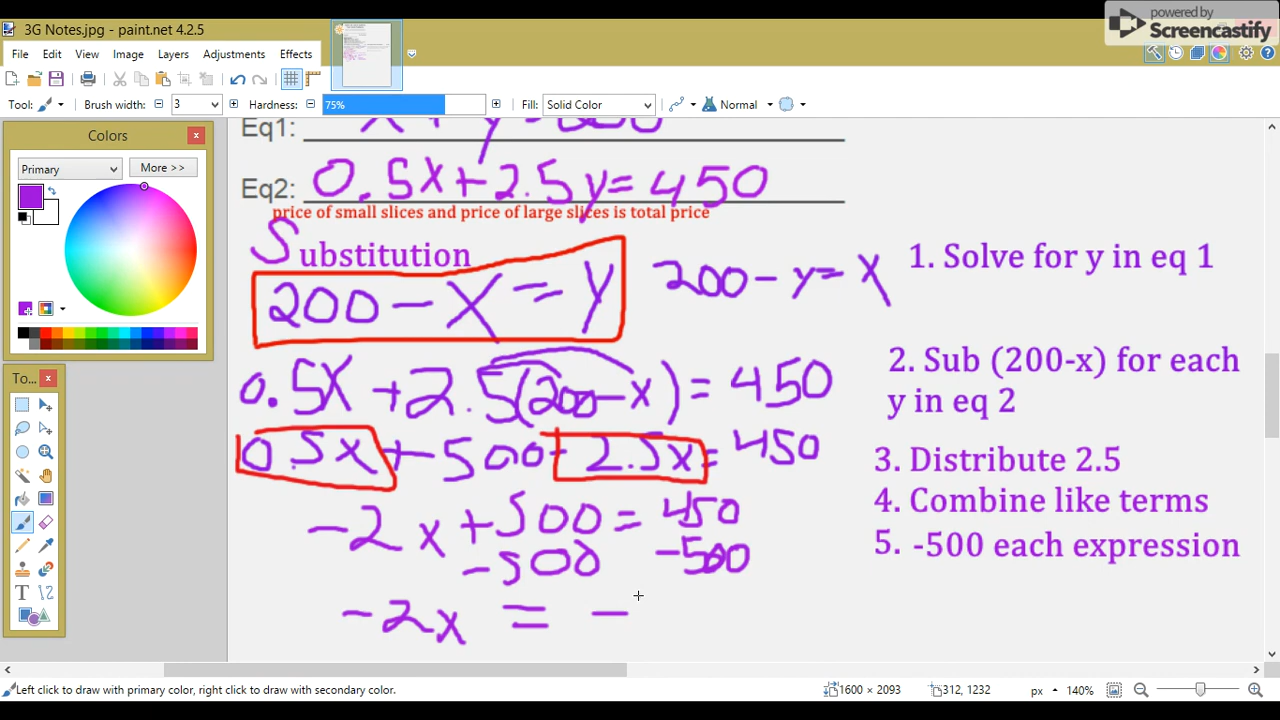 powered by
Screencastify
3G Notes.jpg - paint.net 4.2.5
File Edit View Image Layers Adjustments Effects
Tool: Brush width: 3 Hardness: 75% Fill: Solid Color Normal
Colors
Primary More >>
To...
Eq1:
Eq2: 0.5x+2.5y=450
price of small slices and price of large slices is total price
Substitution
200-x=y
200-y=x
1. Solve for y in eq 1
0.5x+2.5(200-x)=450
2. Sub (200-x) for each
y in eq 2
0.5x+500-2.5x=450
3. Distribute 2.5
-2x+500=450
4. Combine like terms
-500 -500
5. -500 each expression
-2x = -
Left click to draw with primary color, right click to draw with secondary color.
1600 × 2093
312, 1232
px
140%